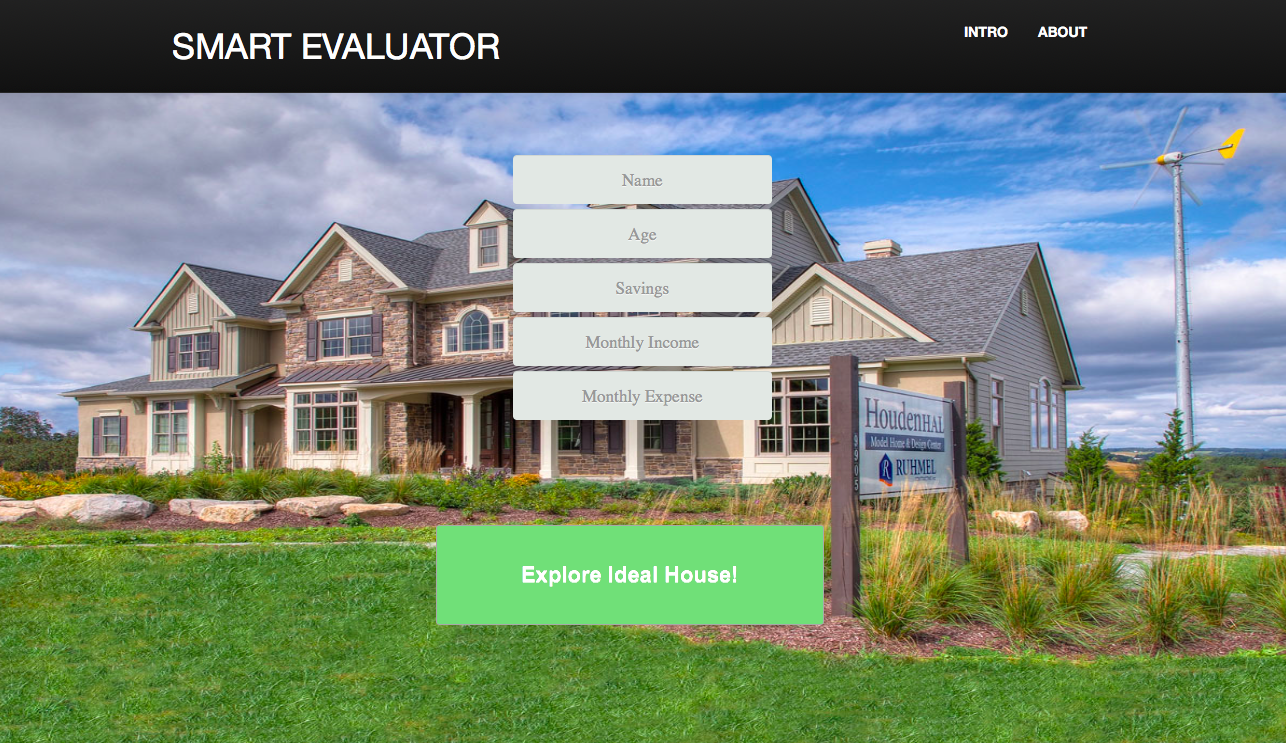 SMART EVALUATOR
INTRO
ABOUT
Name
Age
Savings
Monthly Income
Monthly Expense
HoudenHAL
Model Home & Design Center
RUHMEL
9905
Explore Ideal House!